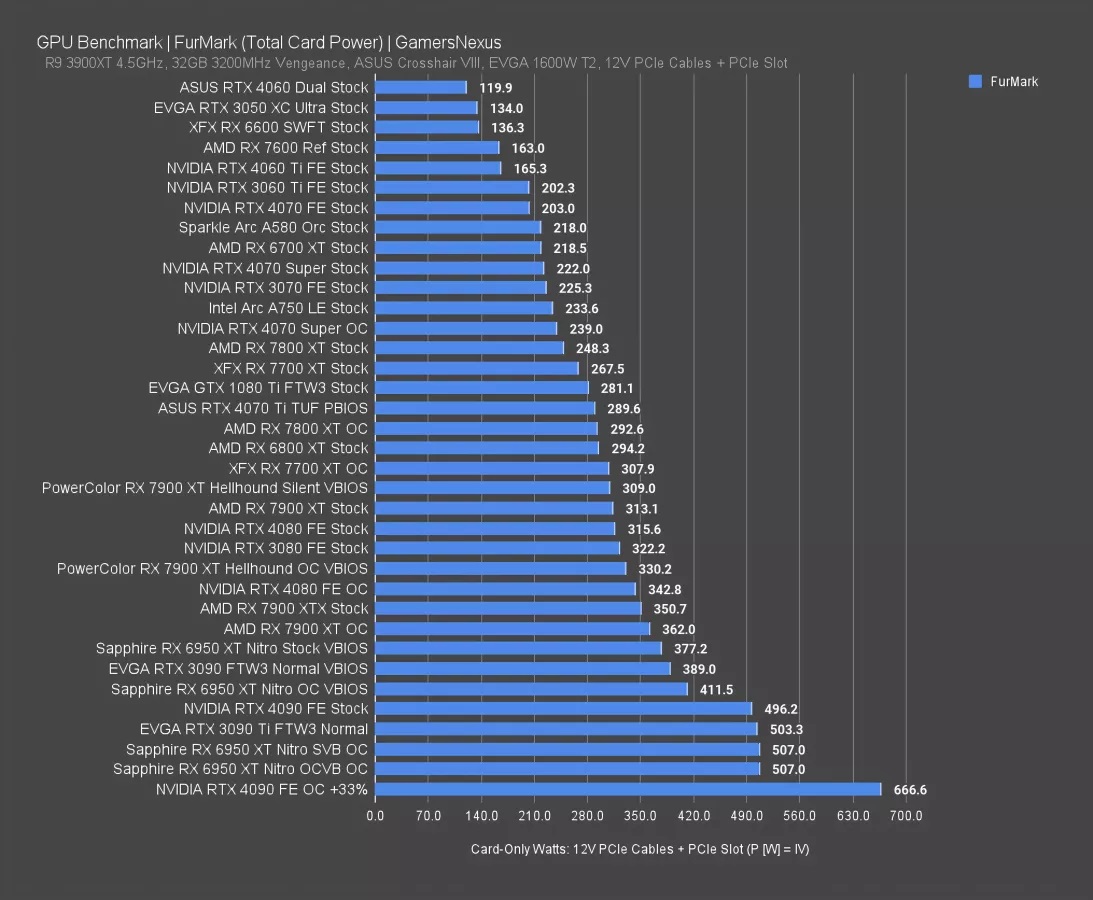 GPU Benchmark | FurMark (Total Card Power) | GamersNexus
R9 3900XT 4.5GHz, 32GB 3200MHz Vengeance, ASUS Crosshair VIII, EVGA 1600W T2, 12V PCIe Cables + PCIe Slot
FurMark
ASUS RTX 4060 Dual Stock 119.9
EVGA RTX 3050 XC Ultra Stock 134.0
XFX RX 6600 SWFT Stock 136.3
AMD RX 7600 Ref Stock 163.0
NVIDIA RTX 4060 Ti FE Stock 165.3
NVIDIA RTX 3060 Ti FE Stock 202.3
NVIDIA RTX 4070 FE Stock 203.0
Sparkle Arc A580 Orc Stock 218.0
AMD RX 6700 XT Stock 218.5
NVIDIA RTX 4070 Super Stock 222.0
NVIDIA RTX 3070 FE Stock 225.3
Intel Arc A750 LE Stock 233.6
NVIDIA RTX 4070 Super OC 239.0
AMD RX 7800 XT Stock 248.3
XFX RX 7700 XT Stock 267.5
EVGA GTX 1080 Ti FTW3 Stock 281.1
ASUS RTX 4070 Ti TUF PBIOS 289.6
AMD RX 7800 XT OC 292.6
AMD RX 6800 XT Stock 294.2
XFX RX 7700 XT OC 307.9
PowerColor RX 7900 XT Hellhound Silent VBIOS 309.0
AMD RX 7900 XT Stock 313.1
NVIDIA RTX 4080 FE Stock 315.6
NVIDIA RTX 3080 FE Stock 322.2
PowerColor RX 7900 XT Hellhound OC VBIOS 330.2
NVIDIA RTX 4080 FE OC 342.8
AMD RX 7900 XTX Stock 350.7
AMD RX 7900 XT OC 362.0
Sapphire RX 6950 XT Nitro Stock VBIOS 377.2
EVGA RTX 3090 FTW3 Normal VBIOS 389.0
Sapphire RX 6950 XT Nitro OC VBIOS 411.5
NVIDIA RTX 4090 FE Stock 496.2
EVGA RTX 3090 Ti FTW3 Normal 503.3
Sapphire RX 6950 XT Nitro SVB OC 507.0
Sapphire RX 6950 XT Nitro OCVB OC 507.0
NVIDIA RTX 4090 FE OC +33% 666.6
0.0 70.0 140.0 210.0 280.0 350.0 420.0 490.0 560.0 630.0 700.0
Card-Only Watts: 12V PCIe Cables + PCIe Slot (P [W] = IV)